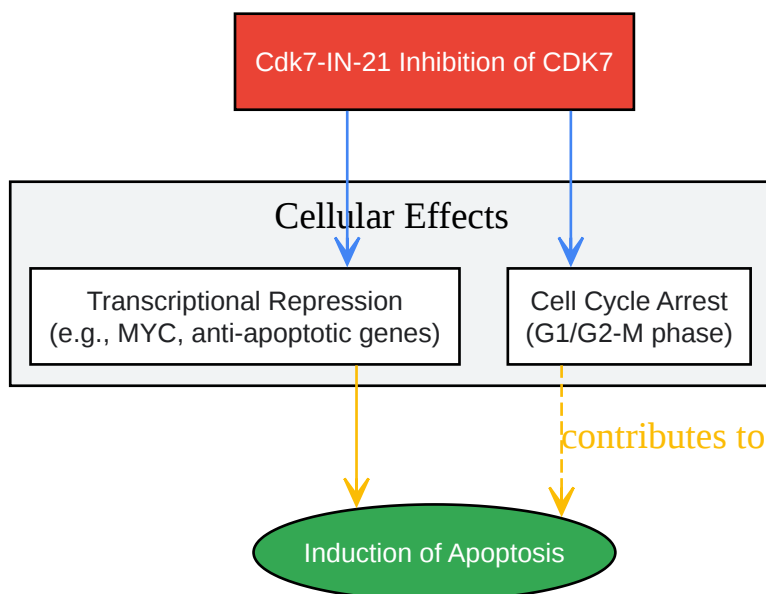 Cdk7-IN-21 Inhibition of CDK7
Cellular Effects
Transcriptional Repression
(e.g., MYC, anti-apoptotic genes)
Cell Cycle Arrest
(G1/G2-M phase)
contributes to
Induction of Apoptosis